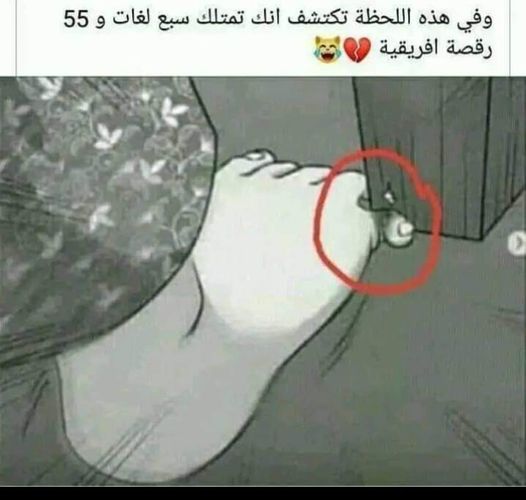 وفي هذه اللحظة تكتشف انك تمتلك سبع لغات و 55
رقصة افريقية 💔😹